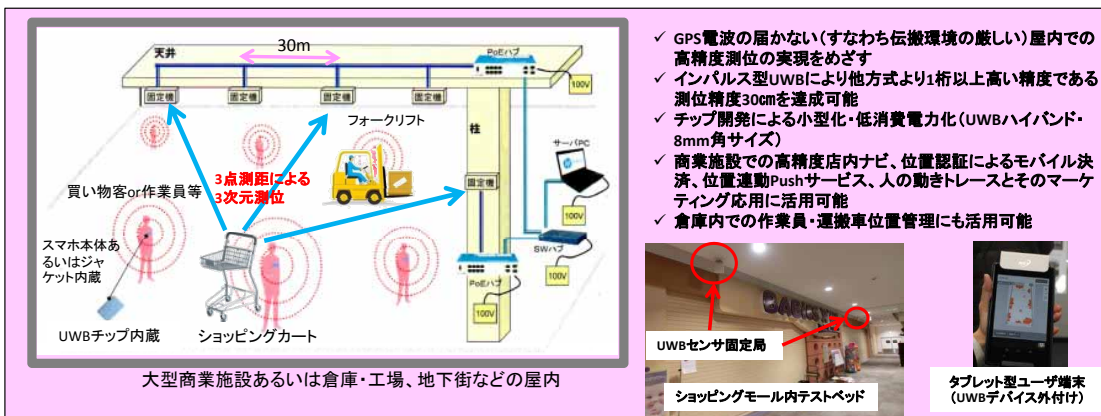 30m
天井
PoEハブ
100V
固定機
固定機
固定機
固定機
フォークリフト
柱
サーバPC
買い物客or作業員等
3点測距による
3次元測位
固定機
100V
スマホ本体あ
るいはジャ
ケット内蔵
SWハブ
100V
PoEハブ
100V
UWBチップ内蔵
ショッピングカート
大型商業施設あるいは倉庫・工場、地下街などの屋内
✓ GPS電波の届かない(すなわち伝搬環境の厳しい)屋内での
高精度測位の実現をめざす
✓ インパルス型UWBにより他方式より1桁以上高い精度である
測位精度30㎝を達成可能
✓ チップ開発による小型化・低消費電力化(UWBハイバンド・
8mm角サイズ)
✓ 商業施設での高精度店内ナビ、位置認証によるモバイル決
済、位置連動Pushサービス、人の動きトレースとそのマーケ
ティング応用に活用可能
✓ 倉庫内での作業員・運搬車位置管理にも活用可能
UWBセンサ固定局
ショッピングモール内テストベッド
タブレット型ユーザ端末
(UWBデバイス外付け)